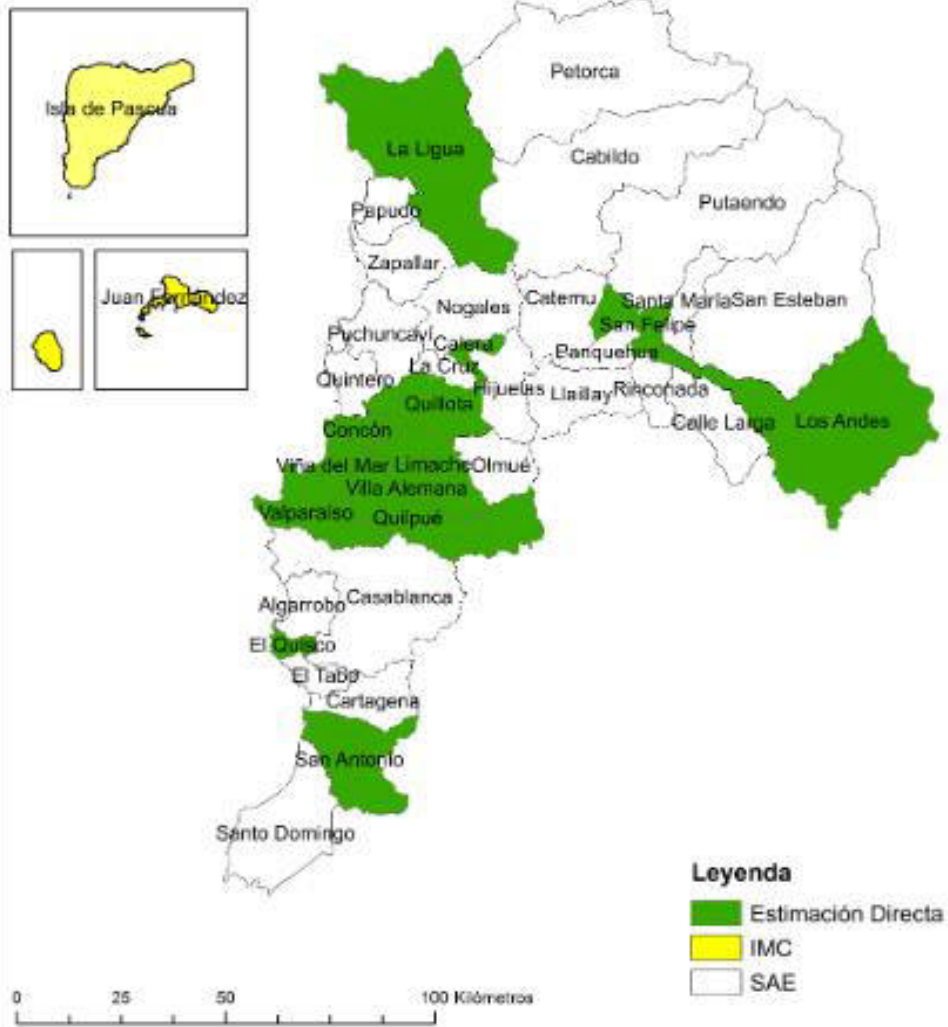 Petorca
Isla de Pascua
La Ligua
Cabildo
Putaendo
Papudo
Zapallar
Juan Fernández
Nogales
Catemu
Santa María
San Esteban
San Felipe
Puchuncaví
Calera
Panquehue
La Cruz
Quintero
Hijuelas
Llaillay
Rinconada
Quillota
Calle Larga
Los Andes
Concón
Viña del Mar
Limache
Olmué
Villa Alemana
Valparaíso
Quilpué
Algarrobo
Casablanca
El Quisco
El Tabo
Cartagena
San Antonio
Santo Domingo
Leyenda
Estimación Directa
IMC
SAE
0 25 50 100 Kilómetros